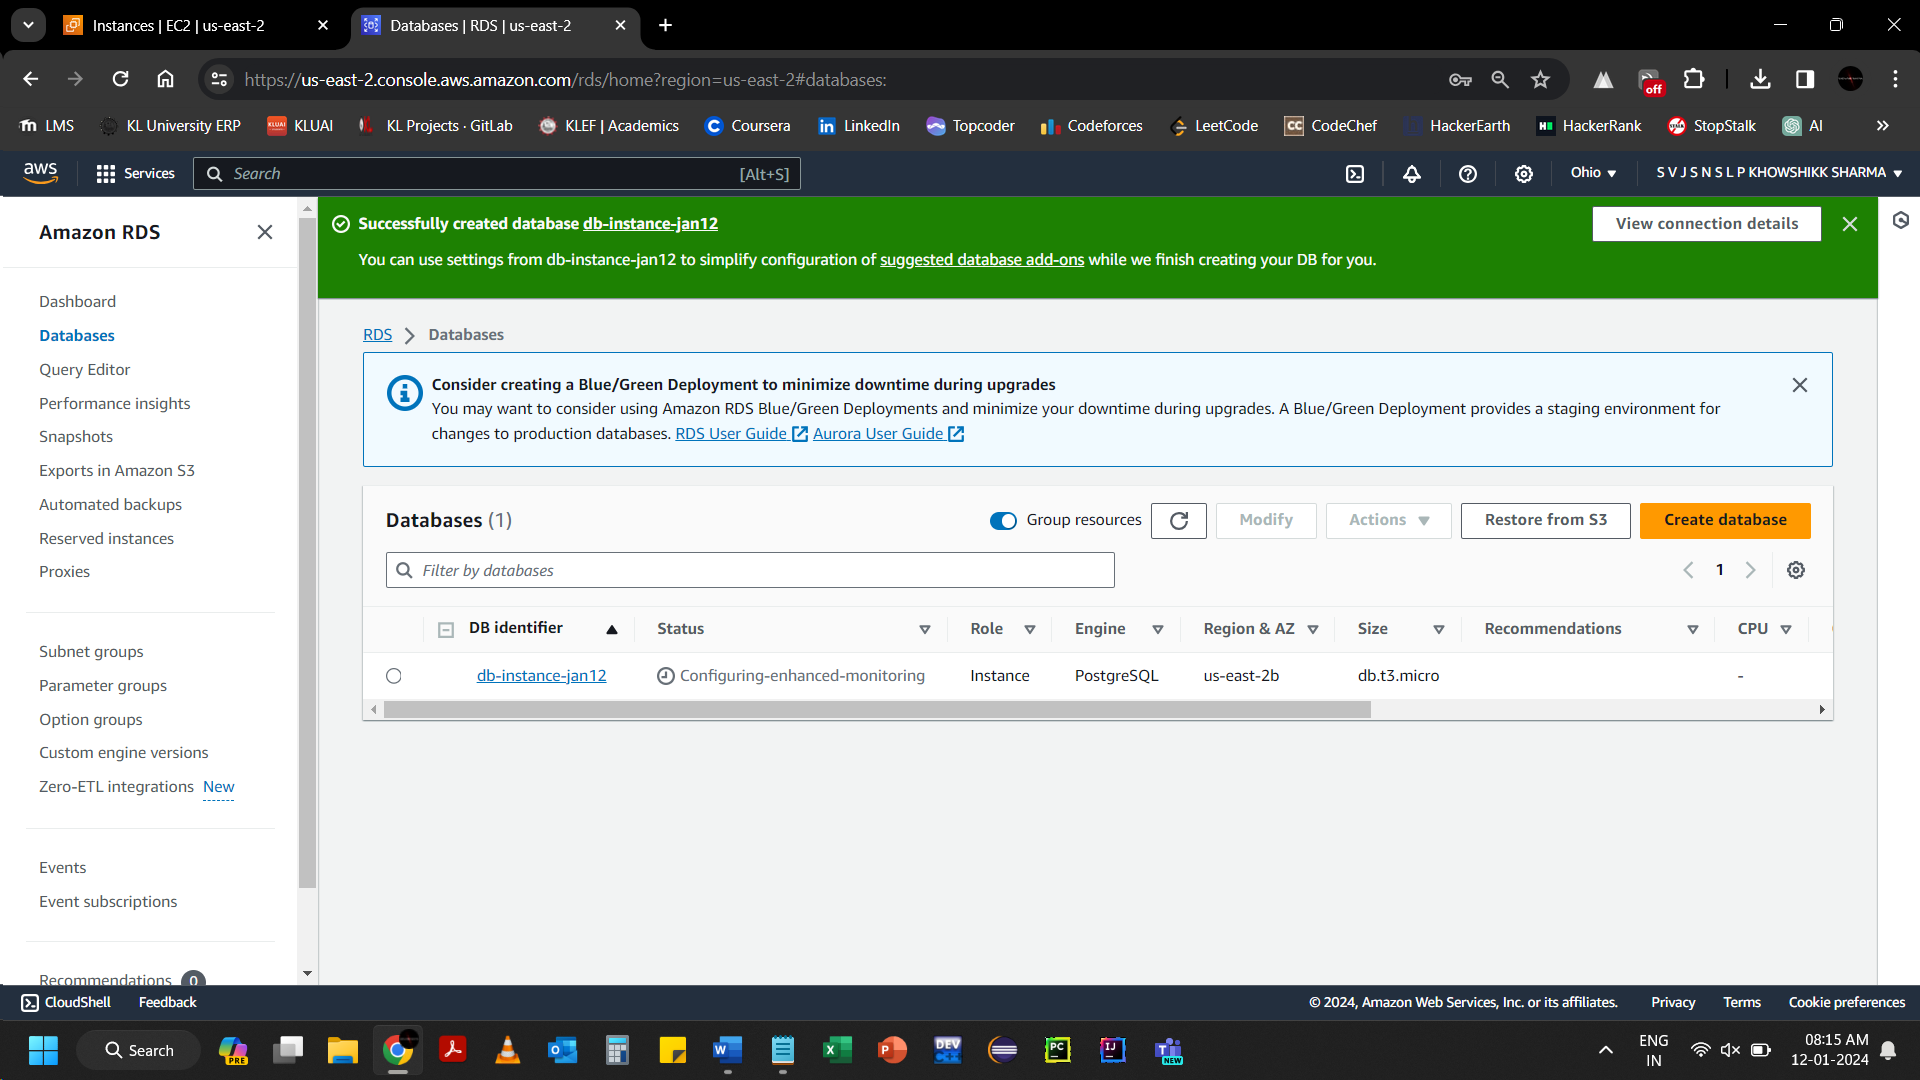 Instances | EC2 | us-east-2
Databases | RDS | us-east-2
https://us-east-2.console.aws.amazon.com/rds/home?region=us-east-2#databases:
off
LMS
KL University ERP
KLUAI
KL Projects · GitLab
KLEF | Academics
Coursera
LinkedIn
Topcoder
Codeforces
LeetCode
CodeChef
HackerEarth
HackerRank
StopStalk
AI
aws
Services
Search
[Alt+S]
Ohio
S V J S N S L P KHOWSHIKK SHARMA
Amazon RDS
Dashboard
Databases
Query Editor
Performance insights
Snapshots
Exports in Amazon S3
Automated backups
Reserved instances
Proxies
Subnet groups
Parameter groups
Option groups
Custom engine versions
Zero-ETL integrations New
Events
Event subscriptions
Recommendations 0
Successfully created database db-instance-jan12
You can use settings from db-instance-jan12 to simplify configuration of suggested database add-ons while we finish creating your DB for you.
View connection details
RDS
Databases
Consider creating a Blue/Green Deployment to minimize downtime during upgrades
You may want to consider using Amazon RDS Blue/Green Deployments and minimize your downtime during upgrades. A Blue/Green Deployment provides a staging environment for
changes to production databases. RDS User Guide Aurora User Guide
Databases (1)
Group resources
Modify
Actions
Restore from S3
Create database
Filter by databases
1
DB identifier
Status
Role
Engine
Region & AZ
Size
Recommendations
CPU
db-instance-jan12
Configuring-enhanced-monitoring
Instance
PostgreSQL
us-east-2b
db.t3.micro
-
CloudShell
Feedback
© 2024, Amazon Web Services, Inc. or its affiliates.
Privacy
Terms
Cookie preferences
Search
PRE
DEV
PC
IJ
NEW
ENG
IN
08:15 AM
12-01-2024